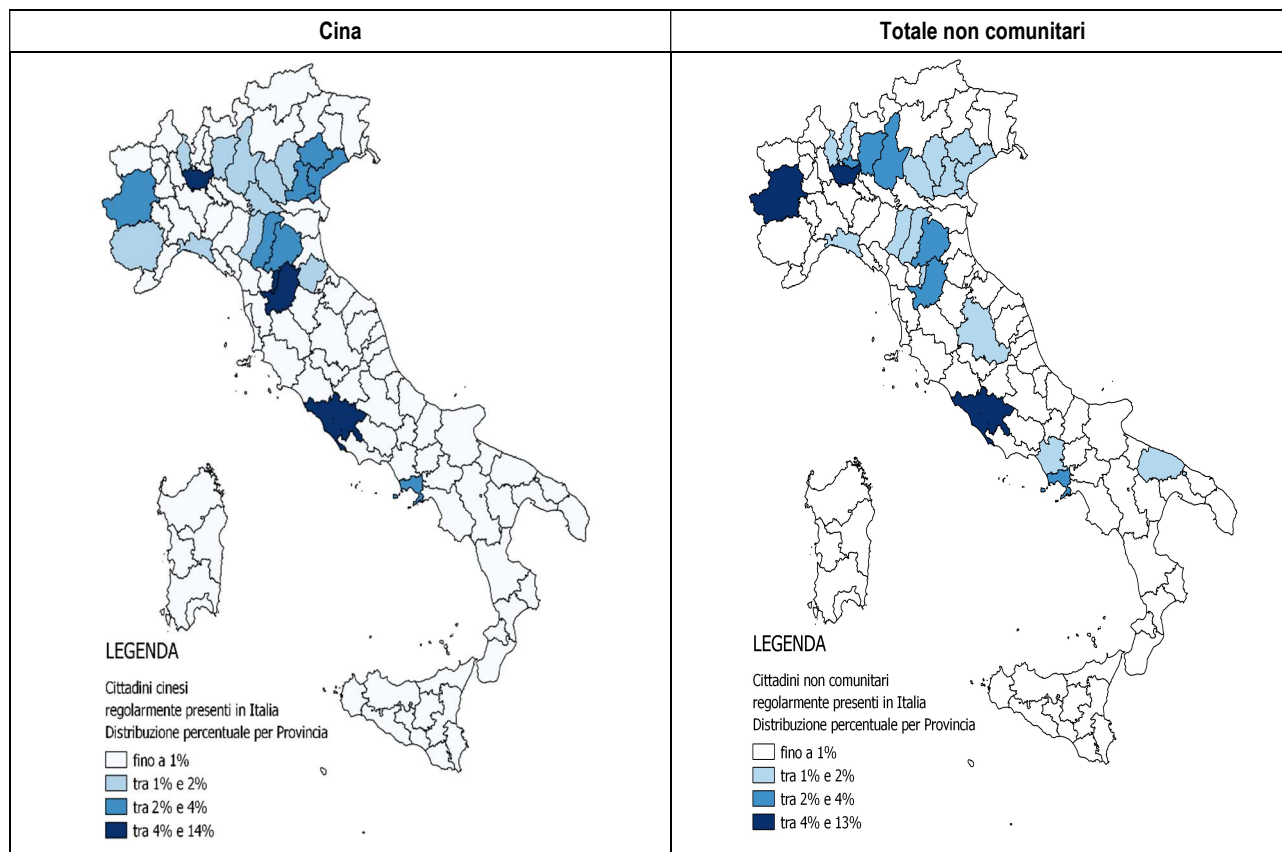 Cina
Totale non comunitari
LEGENDA
Cittadini cinesi
regolarmente presenti in Italia
Distribuzione percentuale per Provincia
fino a 1%
tra 1% e 2%
tra 2% e 4%
tra 4% e 14%
LEGENDA
Cittadini non comunitari
regolarmente presenti in Italia
Distribuzione percentuale per Provincia
fino a 1%
tra 1% e 2%
tra 2% e 4%
tra 4% e 13%